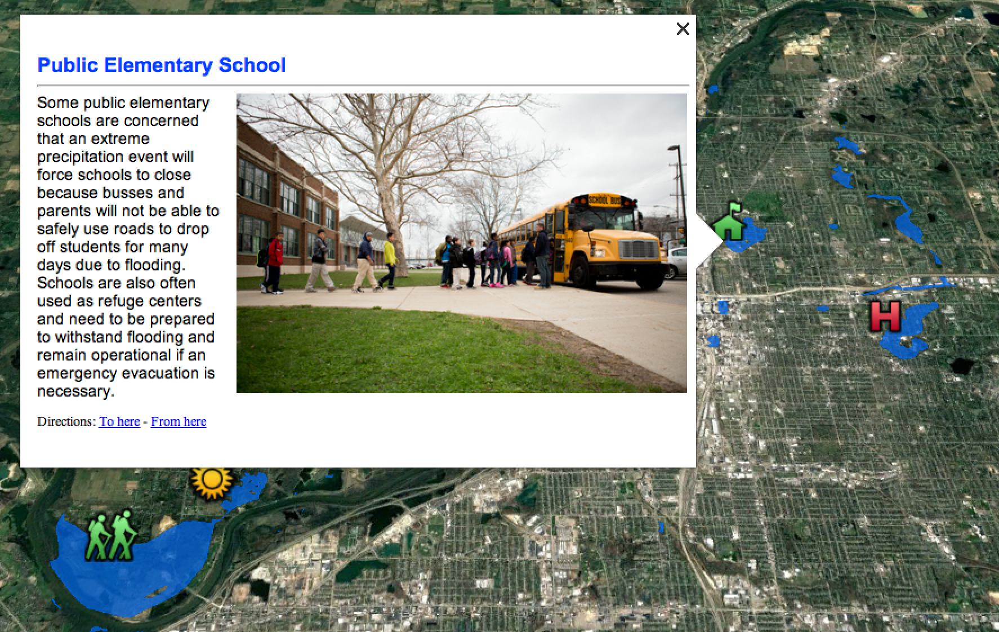 Public Elementary School
Some public elementary
schools are concerned
that an extreme
precipitation event will
force schools to close
because busses and
parents will not be able to
safely use roads to drop
off students for many
days due to flooding.
Schools are also often
used as refuge centers
and need to be prepared
to withstand flooding and
remain operational if an
emergency evacuation is
necessary.
Directions: To here - From here
SCHOOL BUS
H